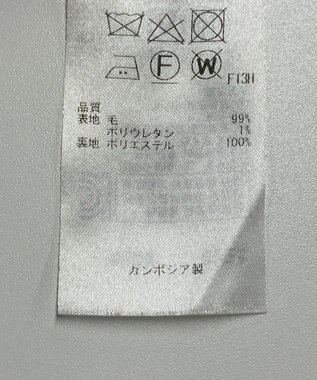 F W F13H
品質
表地 毛 99%
ポリウレタン 1%
裏地 ポリエステル 100%
カンボジア製